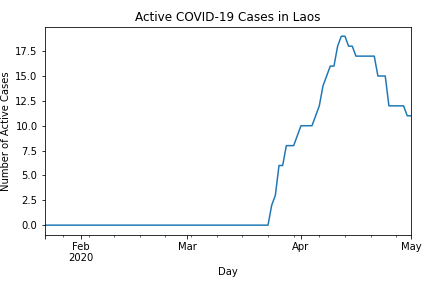 Active COVID-19 Cases in Laos
Number of Active Cases
17.5
15.0
12.5
10.0
7.5
5.0
2.5
0.0
Feb Mar Apr May
2020
Day